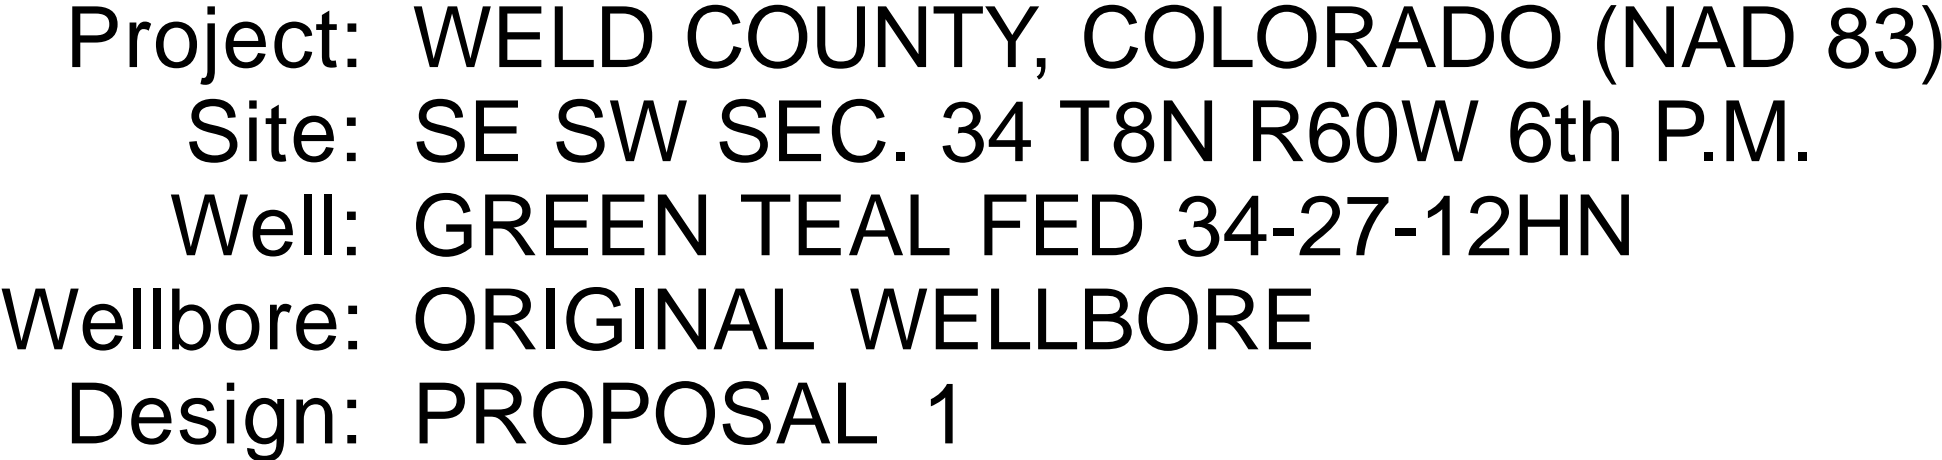 Project: WELD COUNTY, COLORADO (NAD 83)
Site: SE SW SEC. 34 T8N R60W 6th P.M.
Well: GREEN TEAL FED 34-27-12HN
Wellbore: ORIGINAL WELLBORE
Design: PROPOSAL 1